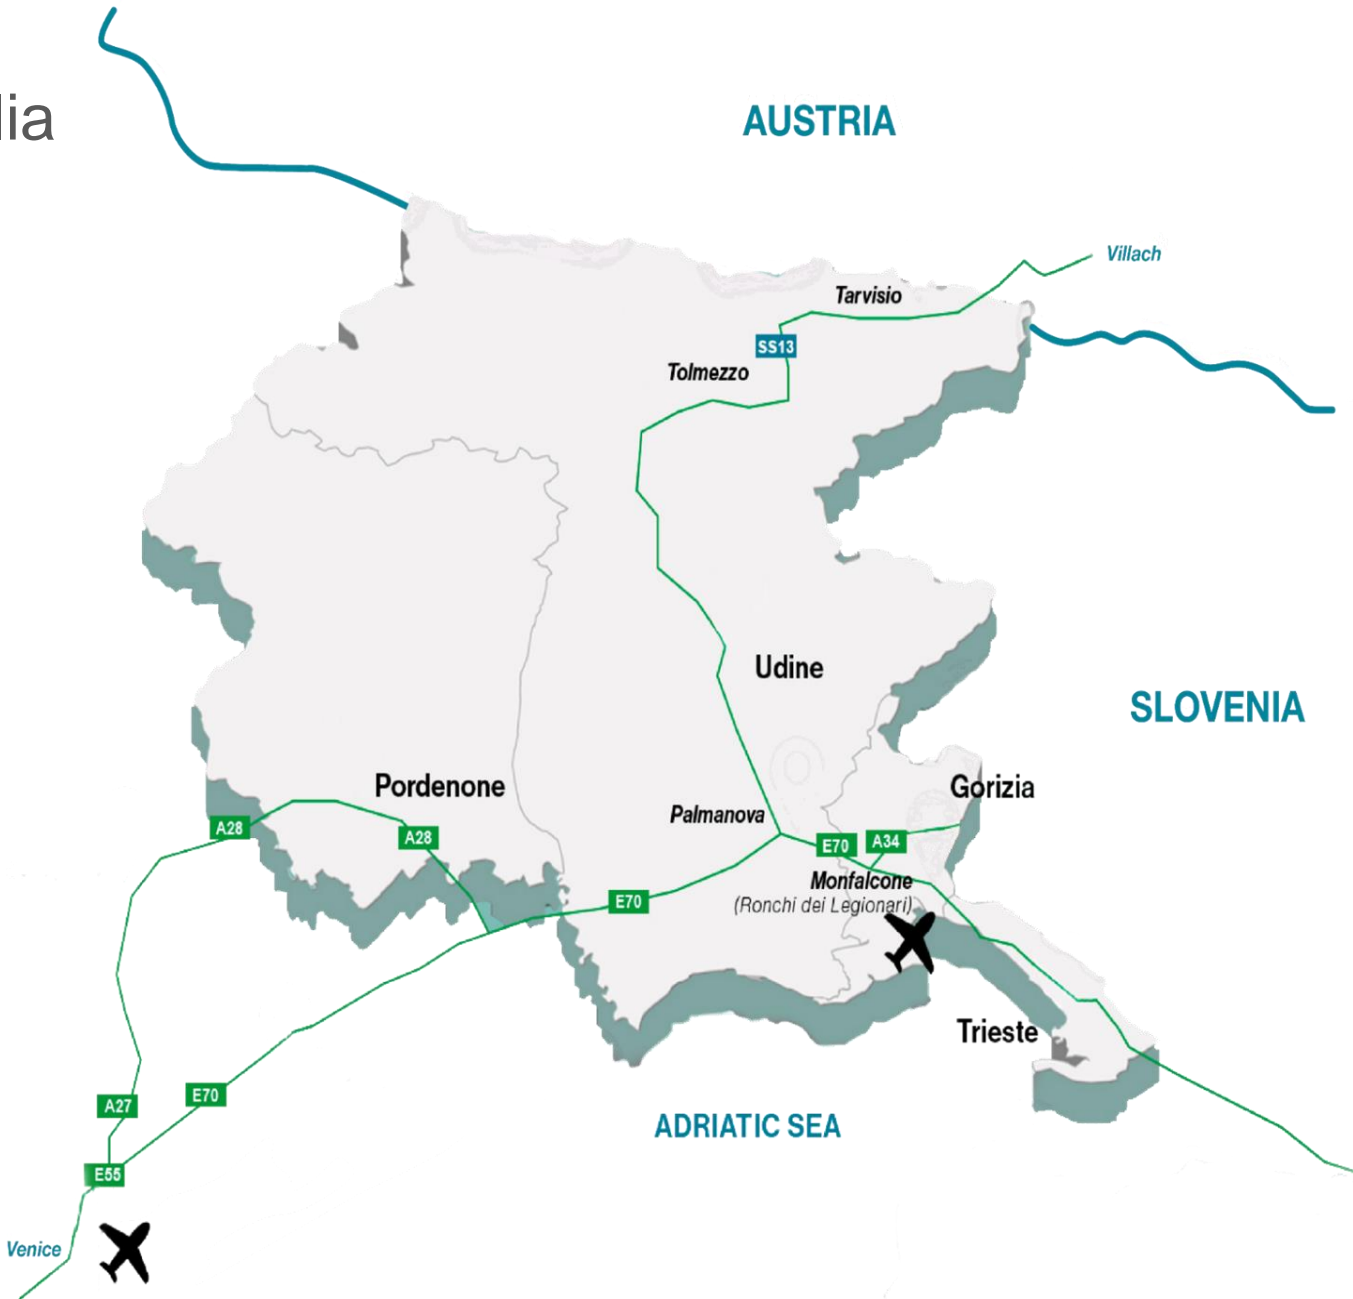 lia
AUSTRIA
Villach
Tarvisio
SS13
Tolmezzo
Udine
SLOVENIA
Pordenone
Gorizia
Palmanova
A28
A28
E70
A34
Monfalcone
(Ronchi dei Legionari)
E70
Trieste
E70
A27
ADRIATIC SEA
E55
Venice